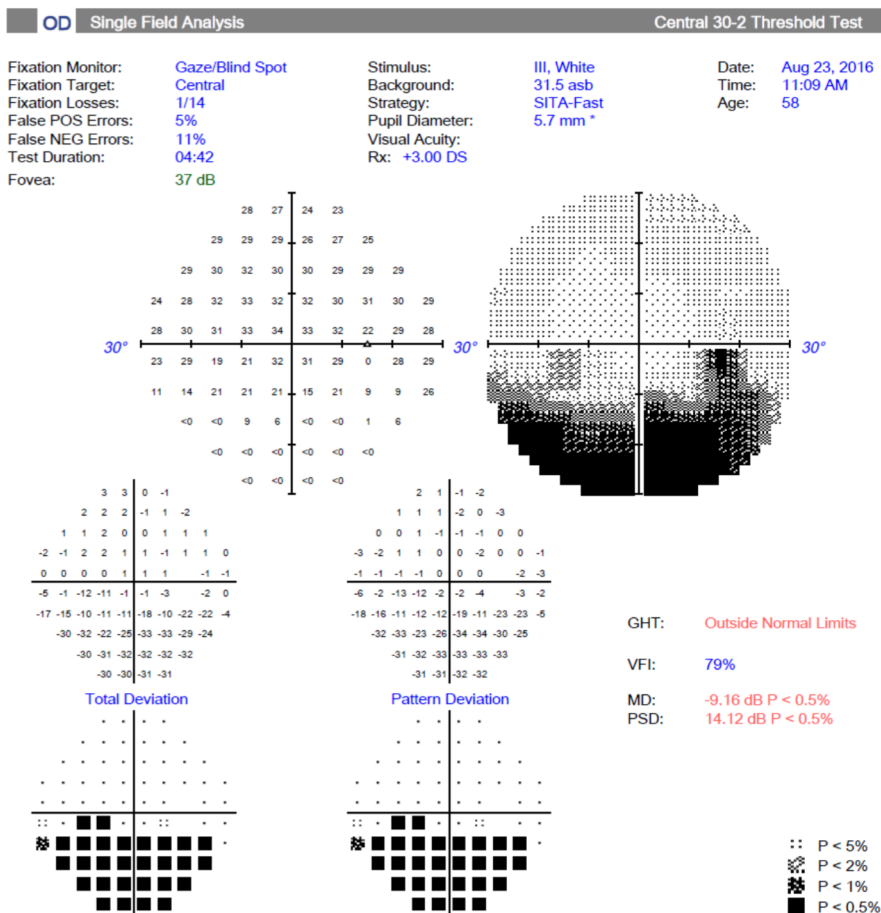 OD Single Field Analysis Central 30-2 Threshold Test
Fixation Monitor: Gaze/Blind Spot Stimulus: III, White Date: Aug 23, 2016
Fixation Target: Central Background: 31.5 asb Time: 11:09 AM
Fixation Losses: 1/14 Strategy: SITA-Fast Age: 58
False POS Errors: 5% Pupil Diameter: 5.7 mm *
False NEG Errors: 11% Visual Acuity:
Test Duration: 04:42 Rx: +3.00 DS
Fovea: 37 dB
28 27 24 23
29 29 29 26 27 25
29 30 32 30 30 29 29 29
24 28 32 33 32 32 30 31 30 29
28 30 31 33 34 33 32 22 29 28
30° 30° 30°
23 29 19 21 32 31 29 0 28 29
11 14 21 21 21 15 21 9 9 26
<0 <0 9 6 <0 <0 1 6
<0 <0 <0 <0 <0 <0
<0 <0 <0 <0
3 3 0 -1 2 1 -1 -2
2 2 2 -1 1 -2 1 1 1 -2 0 -3
1 1 2 0 0 1 1 1 0 0 1 -1 -1 -1 0 0
-2 -1 2 2 1 1 -1 1 1 0 -3 -2 1 1 0 0 -2 0 0 -1
0 0 0 0 1 1 1 -1 -1 -1 -1 -1 -1 0 0 0 -2 -3
-5 -1 -12 -11 -1 -1 -3 -2 0 -6 -2 -13 -12 -2 -2 -4 -3 -2
-17 -15 -10 -11 -11 -18 -10 -22 -22 -4 -18 -16 -11 -12 -12 -19 -11 -23 -23 -5
-30 -32 -22 -25 -33 -33 -29 -24 -32 -33 -23 -26 -34 -34 -30 -25
-30 -31 -32 -32 -32 -32 -31 -32 -33 -33 -33 -33
-30 -30 -31 -31 -31 -31 -32 -32
GHT: Outside Normal Limits
VFI: 79%
Total Deviation Pattern Deviation
MD: -9.16 dB P < 0.5%
PSD: 14.12 dB P < 0.5%
P < 5%
P < 2%
P < 1%
P < 0.5%